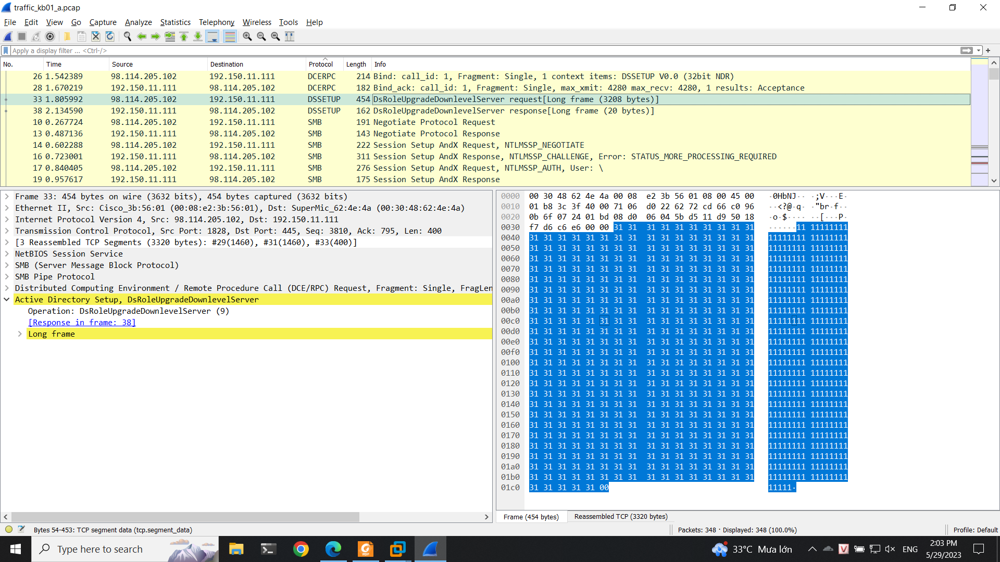 traffic_kb01_a.pcap
File Edit View Go Capture Analyze Statistics Telephony Wireless Tools Help
Apply a display filter ... <Ctrl-/>
No. Time Source Destination Protocol Length Info
26 1.542389 98.114.205.102 192.150.11.111 DCERPC 214 Bind: call_id: 1, Fragment: Single, 1 context items: DSSETUP V0.0 (32bit NDR)
28 1.670219 192.150.11.111 98.114.205.102 DCERPC 182 Bind_ack: call_id: 1, Fragment: Single, max_xmit: 4280 max_recv: 4280, 1 results: Acceptance
33 1.805992 98.114.205.102 192.150.11.111 DSSETUP 454 DsRoleUpgradeDownlevelServer request[Long frame (3208 bytes)]
38 2.134590 192.150.11.111 98.114.205.102 DSSETUP 162 DsRoleUpgradeDownlevelServer response[Long frame (20 bytes)]
10 0.267724 98.114.205.102 192.150.11.111 SMB 191 Negotiate Protocol Request
13 0.487136 192.150.11.111 98.114.205.102 SMB 143 Negotiate Protocol Response
14 0.602288 98.114.205.102 192.150.11.111 SMB 222 Session Setup AndX Request, NTLMSSP_NEGOTIATE
16 0.723001 192.150.11.111 98.114.205.102 SMB 311 Session Setup AndX Response, NTLMSSP_CHALLENGE, Error: STATUS_MORE_PROCESSING_REQUIRED
17 0.840405 98.114.205.102 192.150.11.111 SMB 276 Session Setup AndX Request, NTLMSSP_AUTH, User: \
19 0.957617 192.150.11.111 98.114.205.102 SMB 175 Session Setup AndX Response
Frame 33: 454 bytes on wire (3632 bits), 454 bytes captured (3632 bits)
Ethernet II, Src: Cisco_3b:56:01 (00:08:e2:3b:56:01), Dst: SuperMic_62:4e:4a (00:30:48:62:4e:4a)
Internet Protocol Version 4, Src: 98.114.205.102, Dst: 192.150.11.111
Transmission Control Protocol, Src Port: 1828, Dst Port: 445, Seq: 3810, Ack: 795, Len: 400
[3 Reassembled TCP Segments (3320 bytes): #29(1460), #31(1460), #33(400)]
NetBIOS Session Service
SMB (Server Message Block Protocol)
SMB Pipe Protocol
Distributed Computing Environment / Remote Procedure Call (DCE/RPC) Request, Fragment: Single, FragLen
Active Directory Setup, DsRoleUpgradeDownlevelServer
Operation: DsRoleUpgradeDownlevelServer (9)
[Response in frame: 38]
Long frame
0000 00 30 48 62 4e 4a 00 08 e2 3b 56 01 08 00 45 00 ·0HbNJ·· ·;V···E·
0010 01 b8 3c 3f 40 00 71 06 d0 22 62 72 cd 66 c0 96 ··<?@·q· ·"br·f··
0020 0b 6f 07 24 01 bd 08 d0 06 04 5b d5 11 d9 50 18 ·o·$···· ··[···P·
0030 f7 d6 c6 e6 00 00 31 31 31 31 31 31 31 31 31 31 ······11 11111111
0040 31 31 31 31 31 31 31 31 31 31 31 31 31 31 31 31 11111111 11111111
0050 31 31 31 31 31 31 31 31 31 31 31 31 31 31 31 31 11111111 11111111
0060 31 31 31 31 31 31 31 31 31 31 31 31 31 31 31 31 11111111 11111111
0070 31 31 31 31 31 31 31 31 31 31 31 31 31 31 31 31 11111111 11111111
0080 31 31 31 31 31 31 31 31 31 31 31 31 31 31 31 31 11111111 11111111
0090 31 31 31 31 31 31 31 31 31 31 31 31 31 31 31 31 11111111 11111111
00a0 31 31 31 31 31 31 31 31 31 31 31 31 31 31 31 31 11111111 11111111
00b0 31 31 31 31 31 31 31 31 31 31 31 31 31 31 31 31 11111111 11111111
00c0 31 31 31 31 31 31 31 31 31 31 31 31 31 31 31 31 11111111 11111111
00d0 31 31 31 31 31 31 31 31 31 31 31 31 31 31 31 31 11111111 11111111
00e0 31 31 31 31 31 31 31 31 31 31 31 31 31 31 31 31 11111111 11111111
00f0 31 31 31 31 31 31 31 31 31 31 31 31 31 31 31 31 11111111 11111111
0100 31 31 31 31 31 31 31 31 31 31 31 31 31 31 31 31 11111111 11111111
0110 31 31 31 31 31 31 31 31 31 31 31 31 31 31 31 31 11111111 11111111
0120 31 31 31 31 31 31 31 31 31 31 31 31 31 31 31 31 11111111 11111111
0130 31 31 31 31 31 31 31 31 31 31 31 31 31 31 31 31 11111111 11111111
0140 31 31 31 31 31 31 31 31 31 31 31 31 31 31 31 31 11111111 11111111
0150 31 31 31 31 31 31 31 31 31 31 31 31 31 31 31 31 11111111 11111111
0160 31 31 31 31 31 31 31 31 31 31 31 31 31 31 31 31 11111111 11111111
0170 31 31 31 31 31 31 31 31 31 31 31 31 31 31 31 31 11111111 11111111
0180 31 31 31 31 31 31 31 31 31 31 31 31 31 31 31 31 11111111 11111111
0190 31 31 31 31 31 31 31 31 31 31 31 31 31 31 31 31 11111111 11111111
01a0 31 31 31 31 31 31 31 31 31 31 31 31 31 31 31 31 11111111 11111111
01b0 31 31 31 31 31 31 31 31 31 31 31 31 31 31 31 31 11111111 11111111
01c0 31 31 31 31 31 00 11111·
Frame (454 bytes) Reassembled TCP (3320 bytes)
Bytes 54-453: TCP segment data (tcp.segment_data) Packets: 348 · Displayed: 348 (100.0%) Profile: Default
Type here to search 33°C Mưa lớn ENG 2:03 PM
5/29/2023